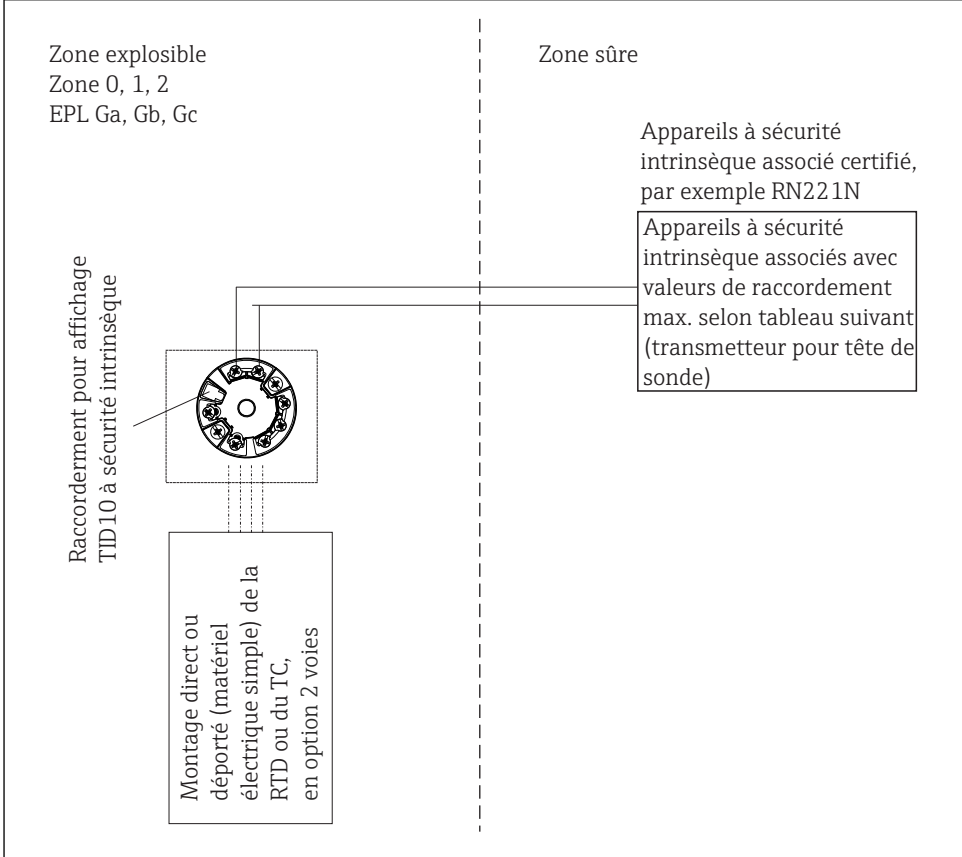 Zone explosible
Zone 0, 1, 2
EPL Ga, Gb, Gc
Zone sûre
Appareils à sécurité
intrinsèque associé certifié,
par exemple RN221N
Appareils à sécurité
intrinsèque associés avec
valeurs de raccordement
max. selon tableau suivant
(transmetteur pour tête de
sonde)
Raccorderment pour affichage
TID10 à sécurité intrinsèque
Montage direct ou
déporté (matériel
électrique simple) de la
RTD ou du TC,
en option 2 voies